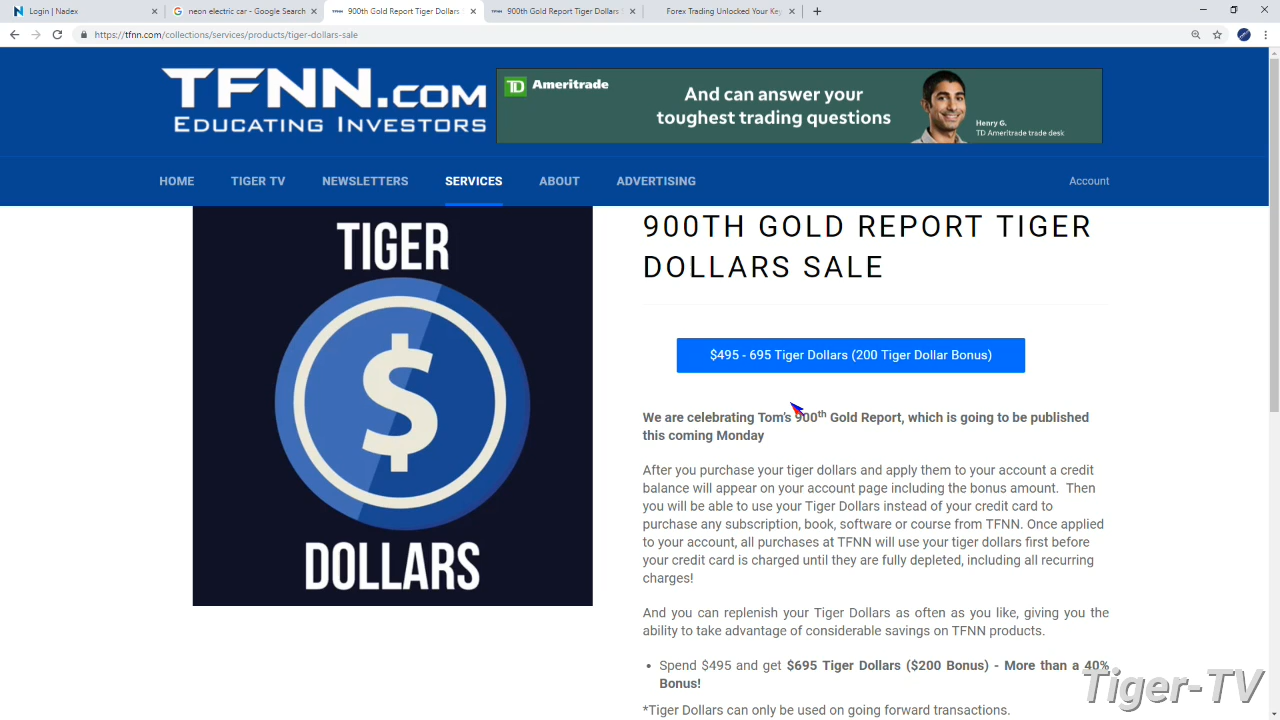 Login | Nadex
neon electric car - Google Search
900th Gold Report Tiger Dollars
900th Gold Report Tiger Dollars
Forex Trading Unlocked Your Ke
https://tfnn.com/collections/services/products/tiger-dollars-sale
TFNN.COM
EDUCATING INVESTORS
TD Ameritrade
And can answer your
toughest trading questions
Henry G.
TD Ameritrade trade desk
HOME TIGER TV NEWSLETTERS SERVICES ABOUT ADVERTISING Account
TIGER
$
DOLLARS
900TH GOLD REPORT TIGER
DOLLARS SALE
$495 - 695 Tiger Dollars (200 Tiger Dollar Bonus)
We are celebrating Tom's 900th Gold Report, which is going to be published
this coming Monday
After you purchase your tiger dollars and apply them to your account a credit
balance will appear on your account page including the bonus amount. Then
you will be able to use your Tiger Dollars instead of your credit card to
purchase any subscription, book, software or course from TFNN. Once applied
to your account, all purchases at TFNN will use your tiger dollars first before
your credit card is charged until they are fully depleted, including all recurring
charges!
And you can replenish your Tiger Dollars as often as you like, giving you the
ability to take advantage of considerable savings on TFNN products.
• Spend $495 and get $695 Tiger Dollars ($200 Bonus) - More than a 40%
Bonus!
*Tiger Dollars can only be used on going forward transactions.
Tiger-TV